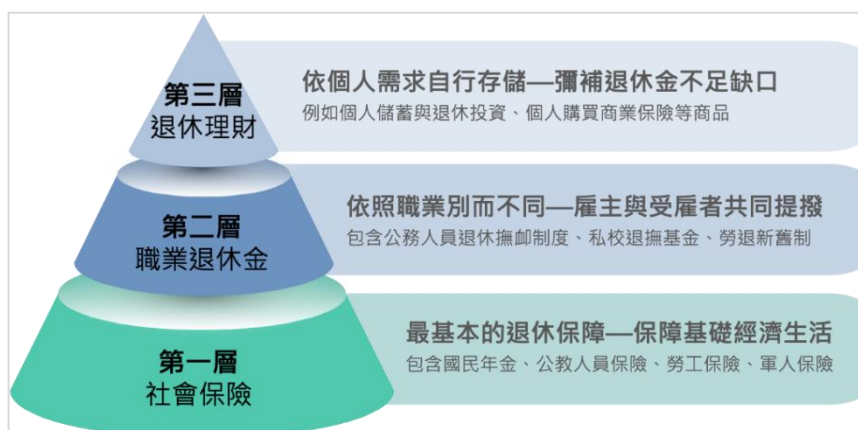 第三層
退休理財
依個人需求自行存儲—彌補退休金不足缺口
例如個人儲蓄與退休投資、個人購買商業保險等商品
第二層
職業退休金
依照職業別而不同—雇主與受雇者共同提撥
包含公務人員退休撫卹制度、私校退撫基金、勞退新舊制
第一層
社會保險
最基本的退休保障—保障基礎經濟生活
包含國民年金、公教人員保險、勞工保險、軍人保險